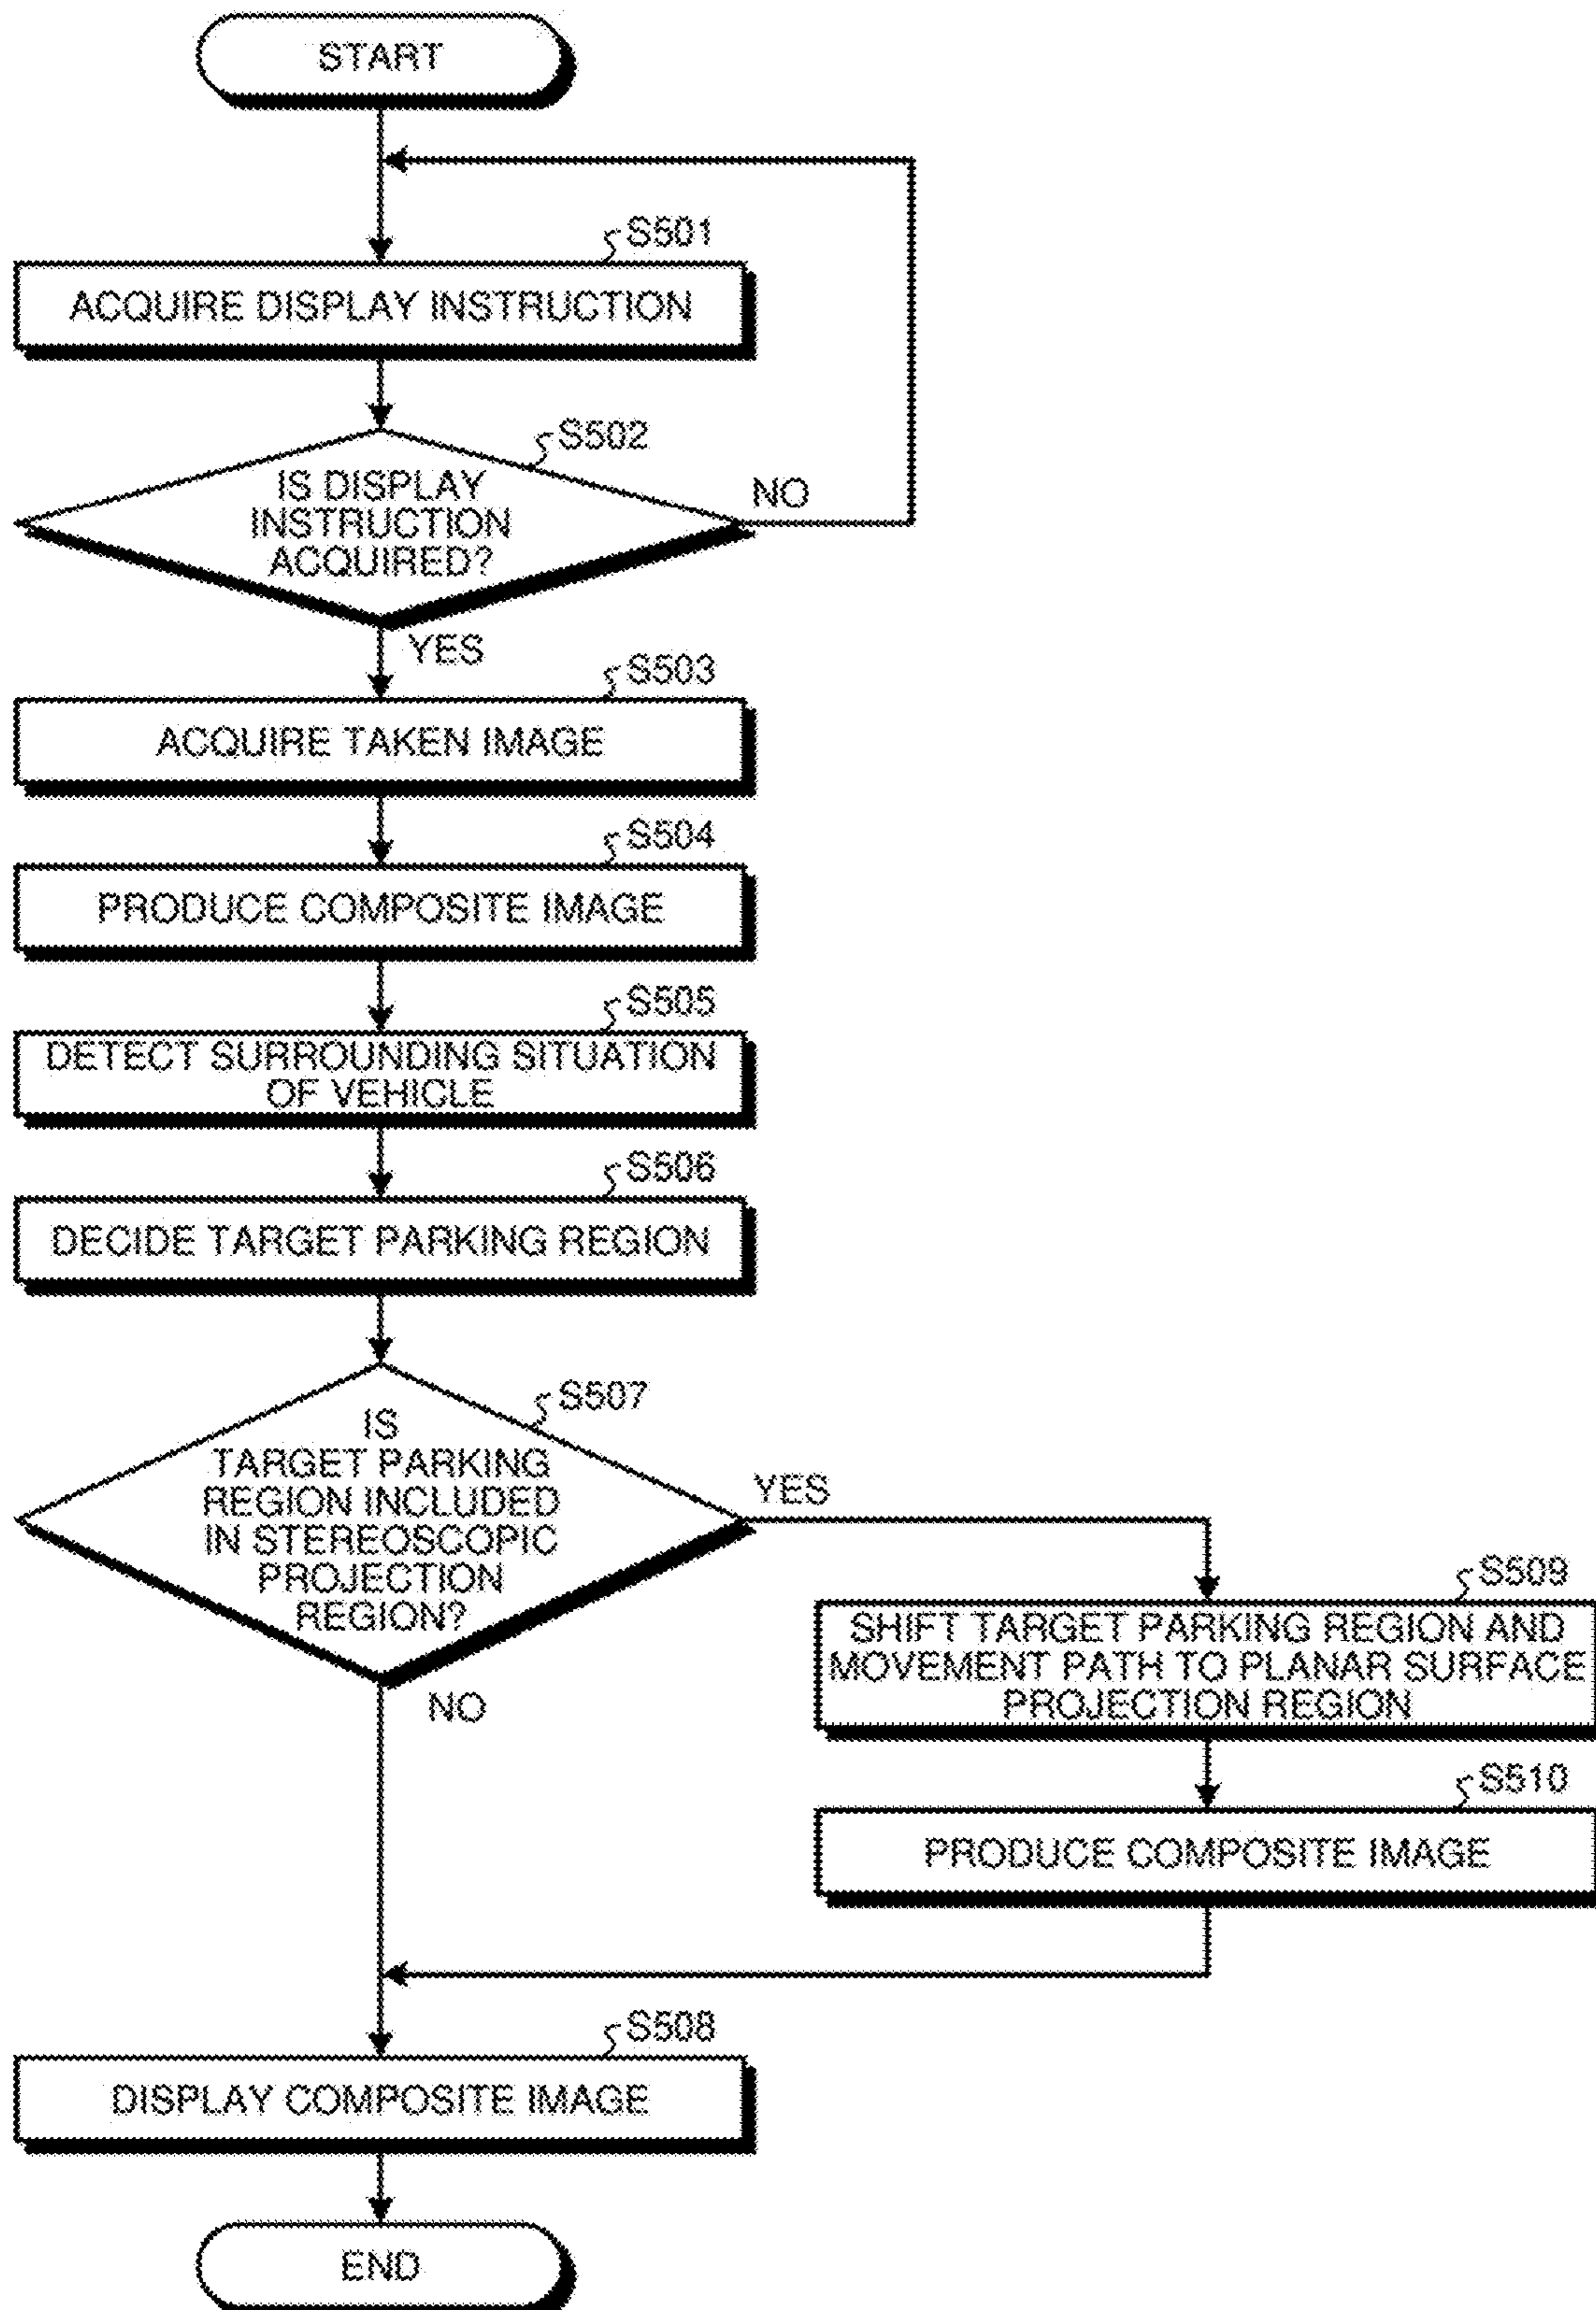 START
S501
ACQUIRE DISPLAY INSTRUCTION
S502
IS DISPLAY
INSTRUCTION
ACQUIRED?
NO
YES
S503
ACQUIRE TAKEN IMAGE
S504
PRODUCE COMPOSITE IMAGE
S505
DETECT SURROUNDING SITUATION
OF VEHICLE
S506
DECIDE TARGET PARKING REGION
S507
IS
TARGET PARKING
REGION INCLUDED
IN STEREOSCOPIC
PROJECTION
REGION?
YES
NO
S509
SHIFT TARGET PARKING REGION AND
MOVEMENT PATH TO PLANAR SURFACE
PROJECTION REGION
S510
PRODUCE COMPOSITE IMAGE
S508
DISPLAY COMPOSITE IMAGE
END